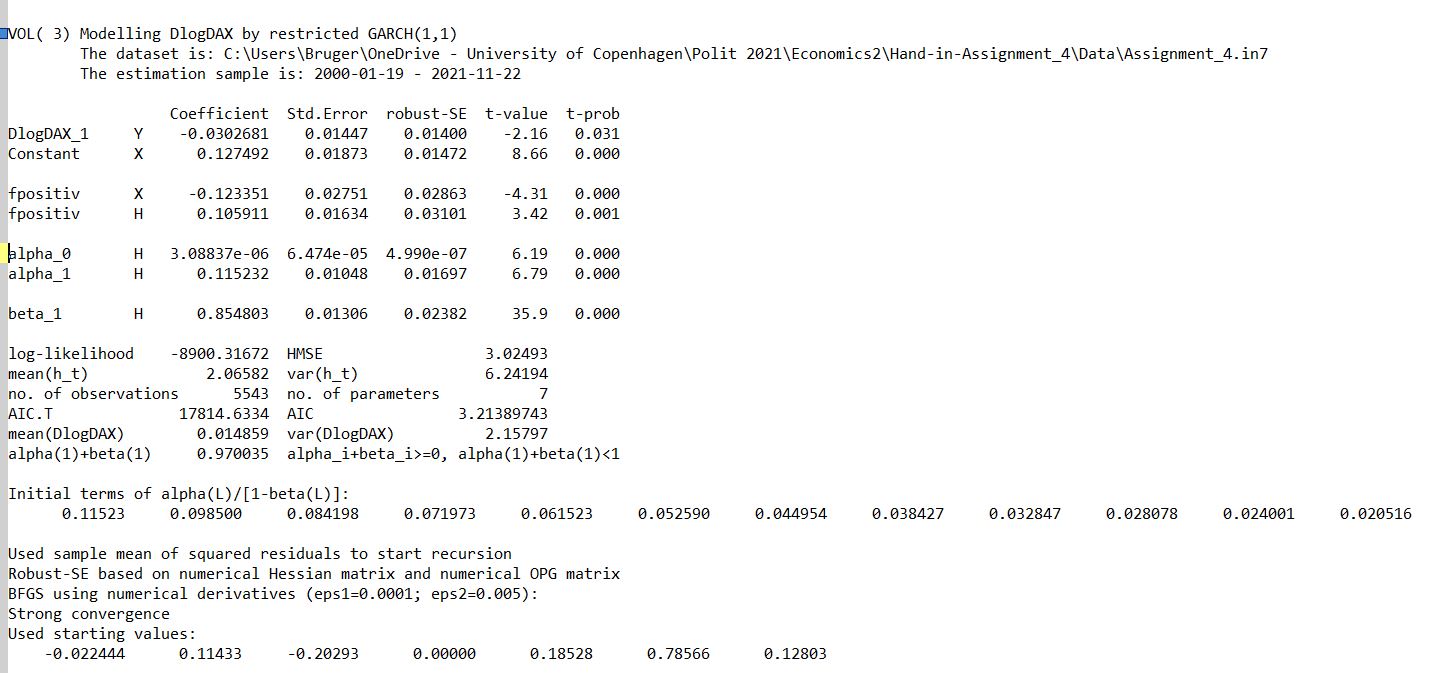 VOL( 3) Modelling DlogDAX by restricted GARCH(1,1)
The dataset is: C:\Users\Bruger\OneDrive - University of Copenhagen\Polit 2021\Economics2\Hand-in-Assignment_4\Data\Assignment_4.in7
The estimation sample is: 2000-01-19 - 2021-11-22
Coefficient Std.Error robust-SE t-value t-prob
DlogDAX_1 Y -0.0302681 0.01447 0.01400 -2.16 0.031
Constant X 0.127492 0.01873 0.01472 8.66 0.000
fpositiv X -0.123351 0.02751 0.02863 -4.31 0.000
fpositiv H 0.105911 0.01634 0.03101 3.42 0.001
alpha_0 H 3.08837e-06 6.474e-05 4.990e-07 6.19 0.000
alpha_1 H 0.115232 0.01048 0.01697 6.79 0.000
beta_1 H 0.854803 0.01306 0.02382 35.9 0.000
log-likelihood -8900.31672 HMSE 3.02493
mean(h_t) 2.06582 var(h_t) 6.24194
no. of observations 5543 no. of parameters 7
AIC.T 17814.6334 AIC 3.21389743
mean(DlogDAX) 0.014859 var(DlogDAX) 2.15797
alpha(1)+beta(1) 0.970035 alpha_i+beta_i>=0, alpha(1)+beta(1)<1
Initial terms of alpha(L)/[1-beta(L)]:
0.11523 0.098500 0.084198 0.071973 0.061523 0.052590 0.044954 0.038427 0.032847 0.028078 0.024001 0.020516
Used sample mean of squared residuals to start recursion
Robust-SE based on numerical Hessian matrix and numerical OPG matrix
BFGS using numerical derivatives (eps1=0.0001; eps2=0.005):
Strong convergence
Used starting values:
-0.022444 0.11433 -0.20293 0.00000 0.18528 0.78566 0.12803